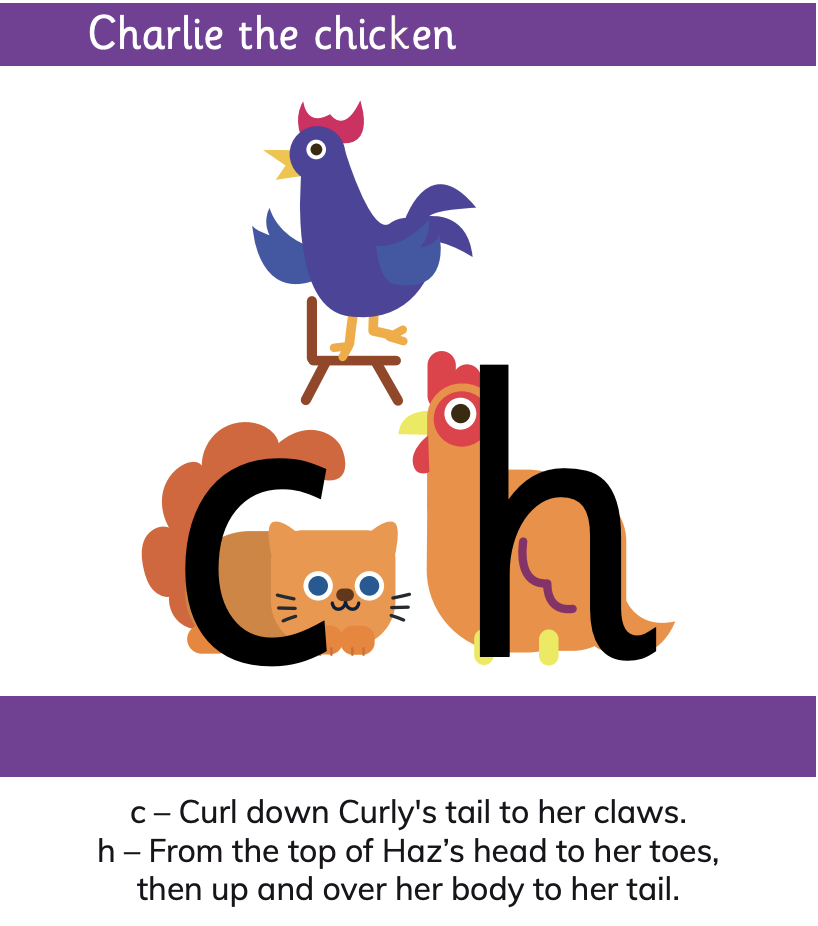 Charlie the chicken
c h
c – Curl down Curly's tail to her claws.
h – From the top of Haz’s head to her toes,
then up and over her body to her tail.